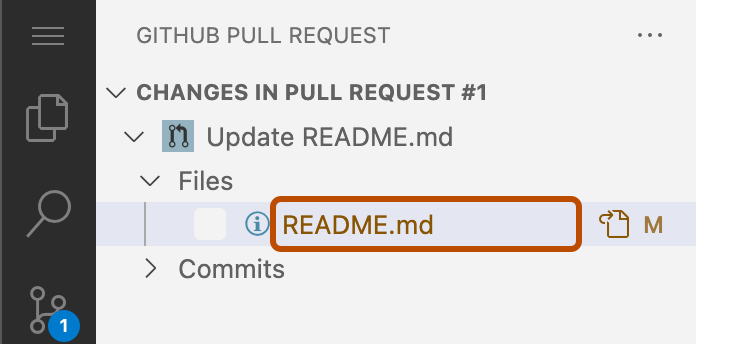 GITHUB PULL REQUEST
CHANGES IN PULL REQUEST #1
Update README.md
Files
README.md M
Commits
1